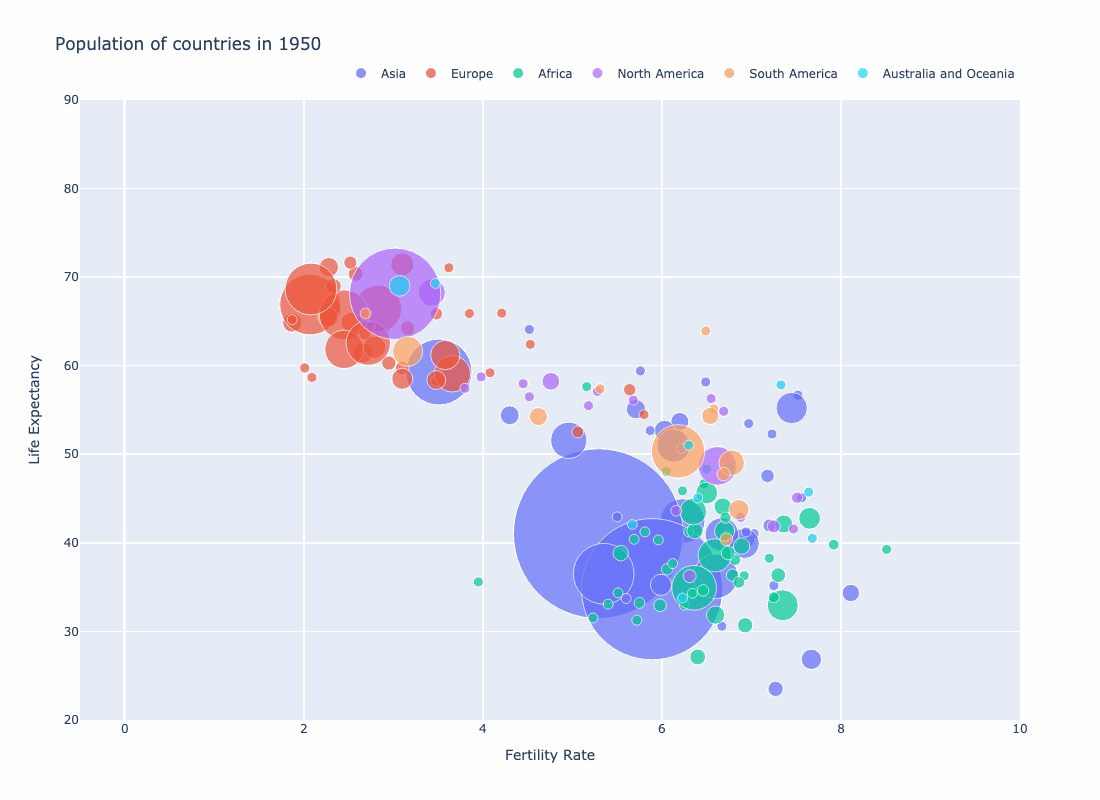 Population of countries in 1950
Asia Europe Africa North America South America Australia and Oceania
90
80
70
60
50
40
30
20
Life Expectancy
0 2 4 6 8 10
Fertility Rate